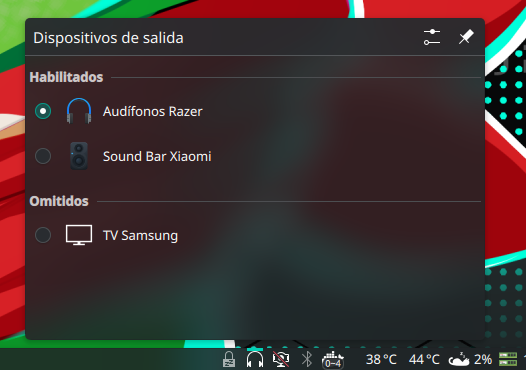 Dispositivos de salida
Habilitados
Audífonos Razer
Sound Bar Xiaomi
Omitidos
TV Samsung
0–4 38 °C 44 °C 2%